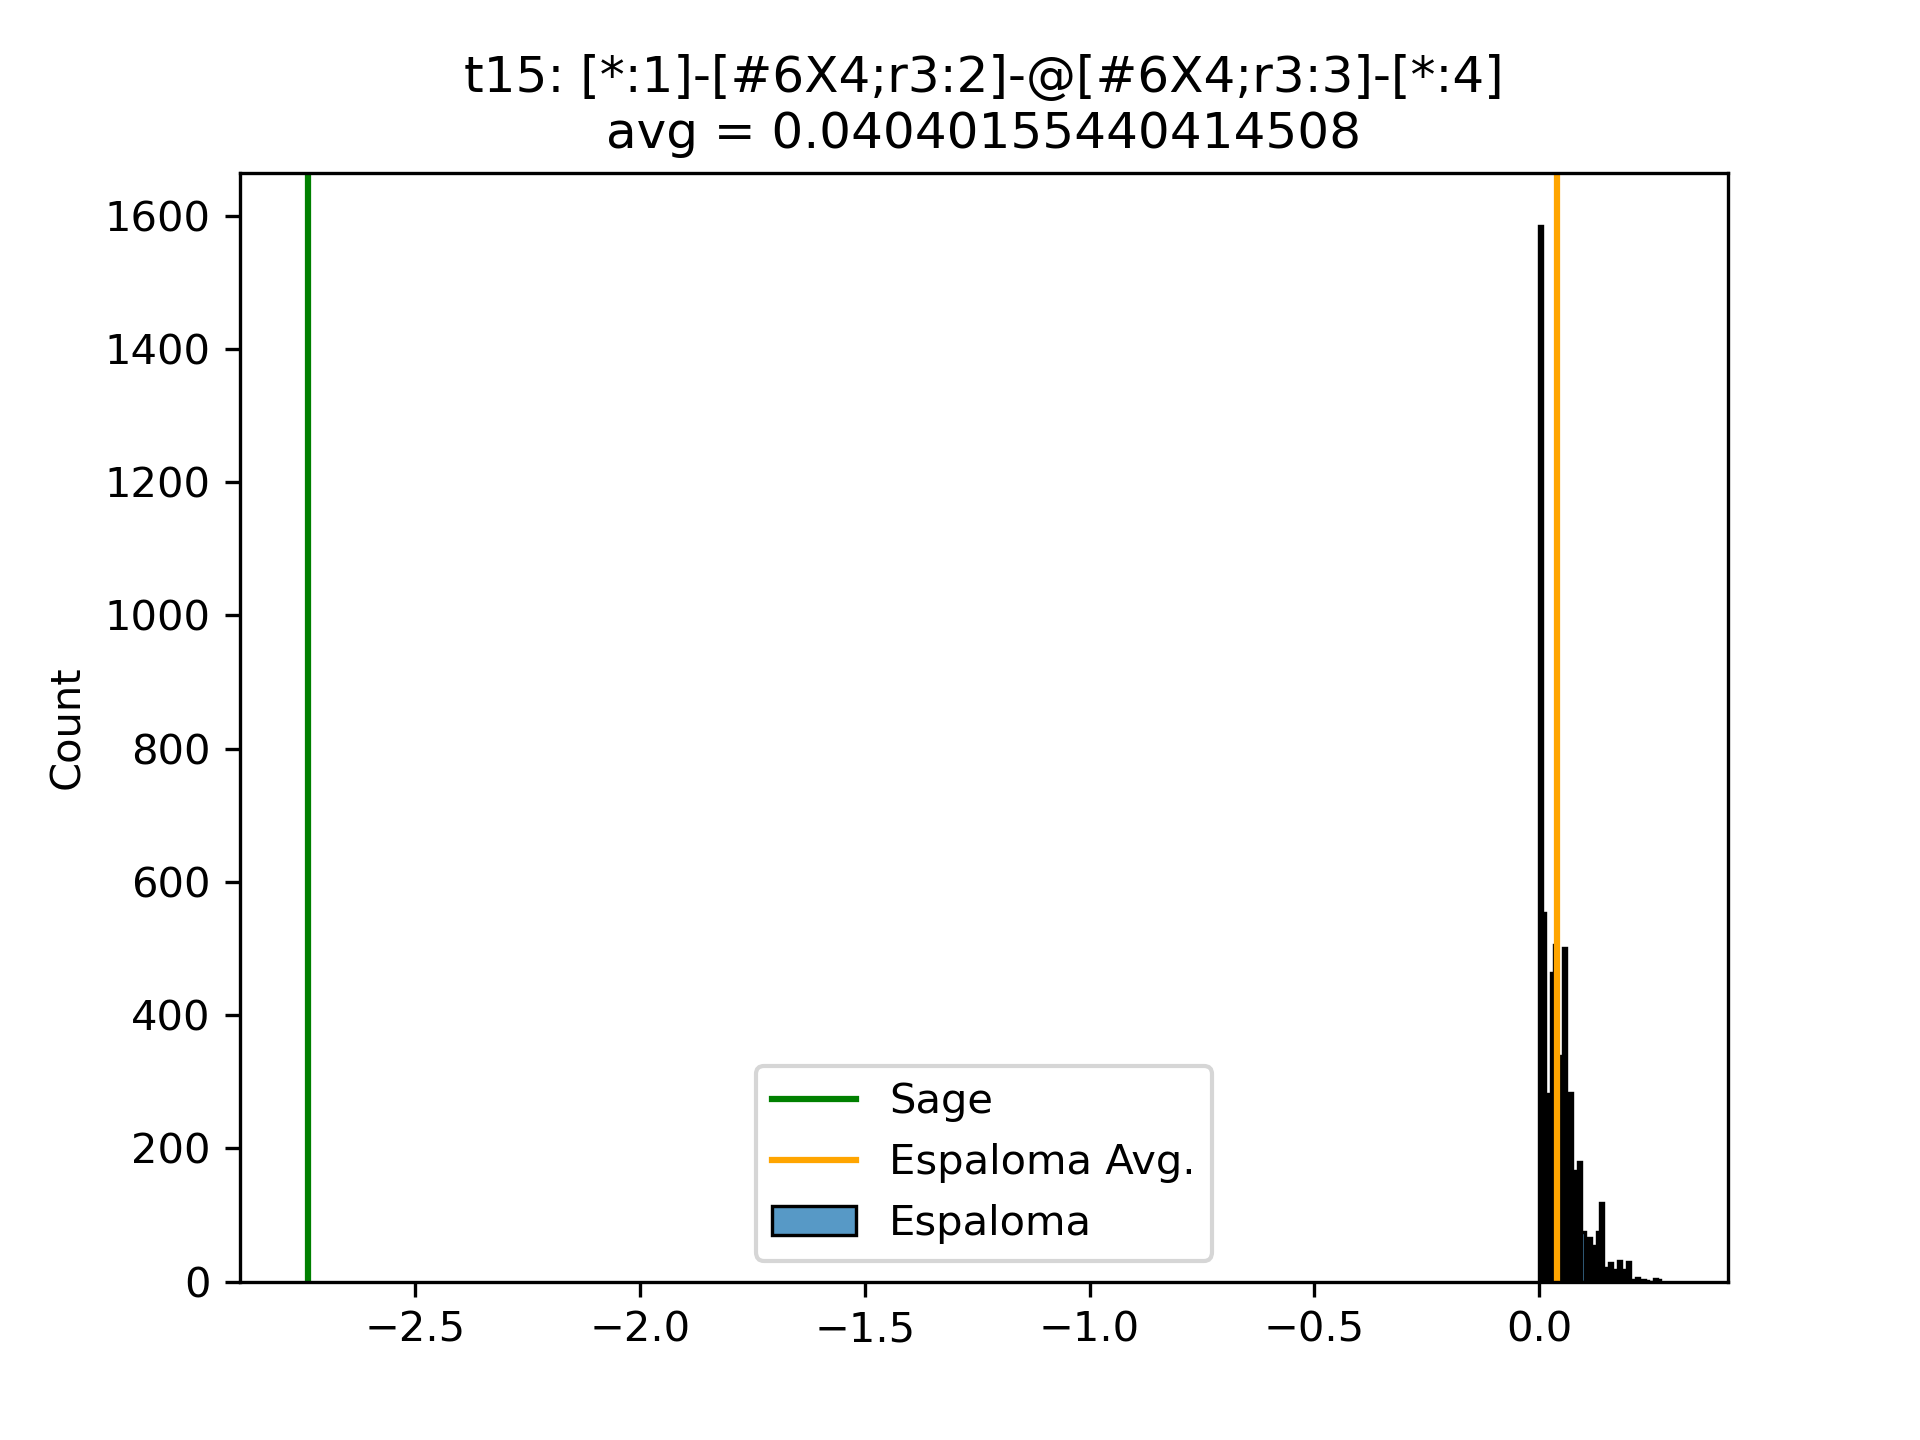 t15: [*:1]-[#6X4;r3:2]-@[#6X4;r3:3]-[*:4]
avg = 0.040401555440414508
1600
1400
1200
1000
800
600
400
200
0
Count
Sage
Espaloma Avg.
Espaloma
−2.5
−2.0
−1.5
−1.0
−0.5
0.0